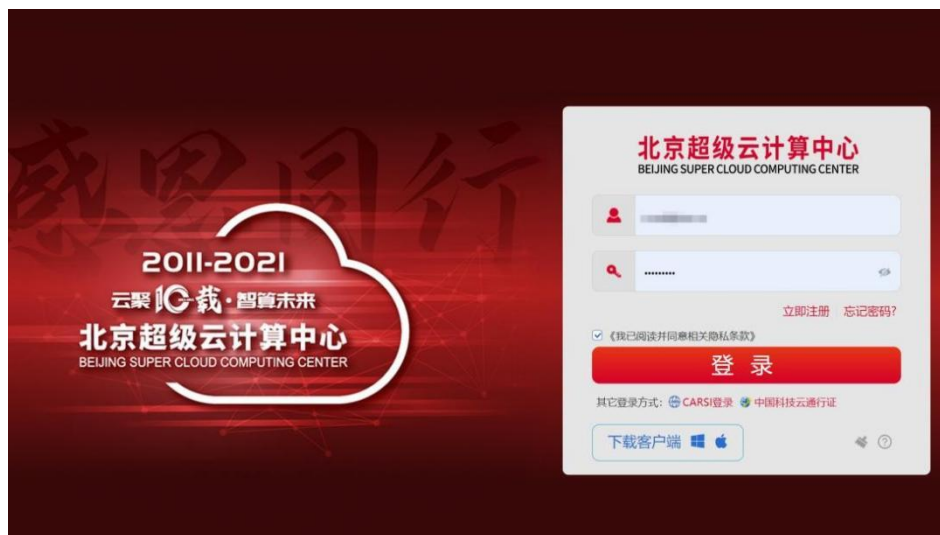 感恩同行
2011-2021
云聚10载·智算未来
北京超级云计算中心
BEIJING SUPER CLOUD COMPUTING CENTER
北京超级云计算中心
BEIJING SUPER CLOUD COMPUTING CENTER
立即注册 忘记密码?
《我已阅读并同意相关隐私条款》
登录
其它登录方式: CARSI登录 中国科技云通行证
下载客户端